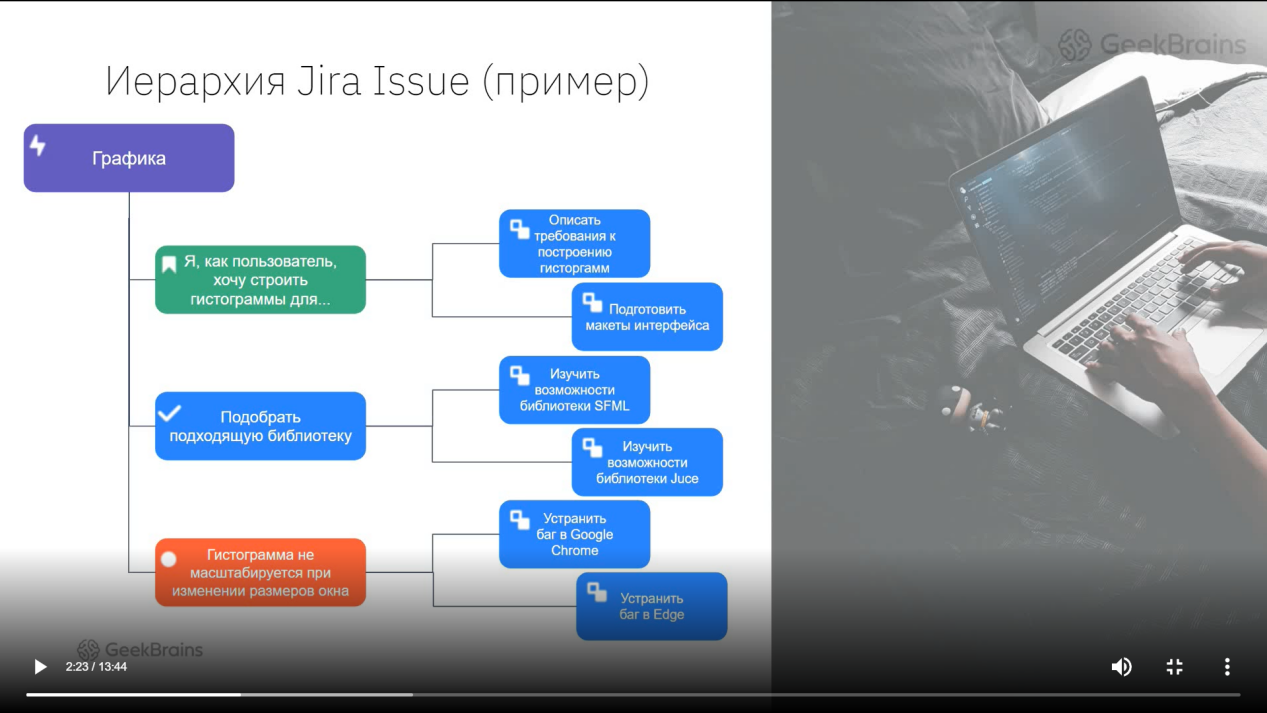 GeekBrains
Иерархия Jira Issue (пример)
Графика
Я, как пользователь,
хочу строить
гистограммы для...
Описать
требования к
построению
гисторгамм
Подготовить
макеты интерфейса
Подобрать
подходящую библиотеку
Изучить
возможности
библиотеки SFML
Изучить
возможности
библиотеки Juce
Гистограмма не
масштабируется при
изменении размеров окна
Устранить
баг в Google
Chrome
Устранить
баг в Edge
GeekBrains
2:23 / 13:44